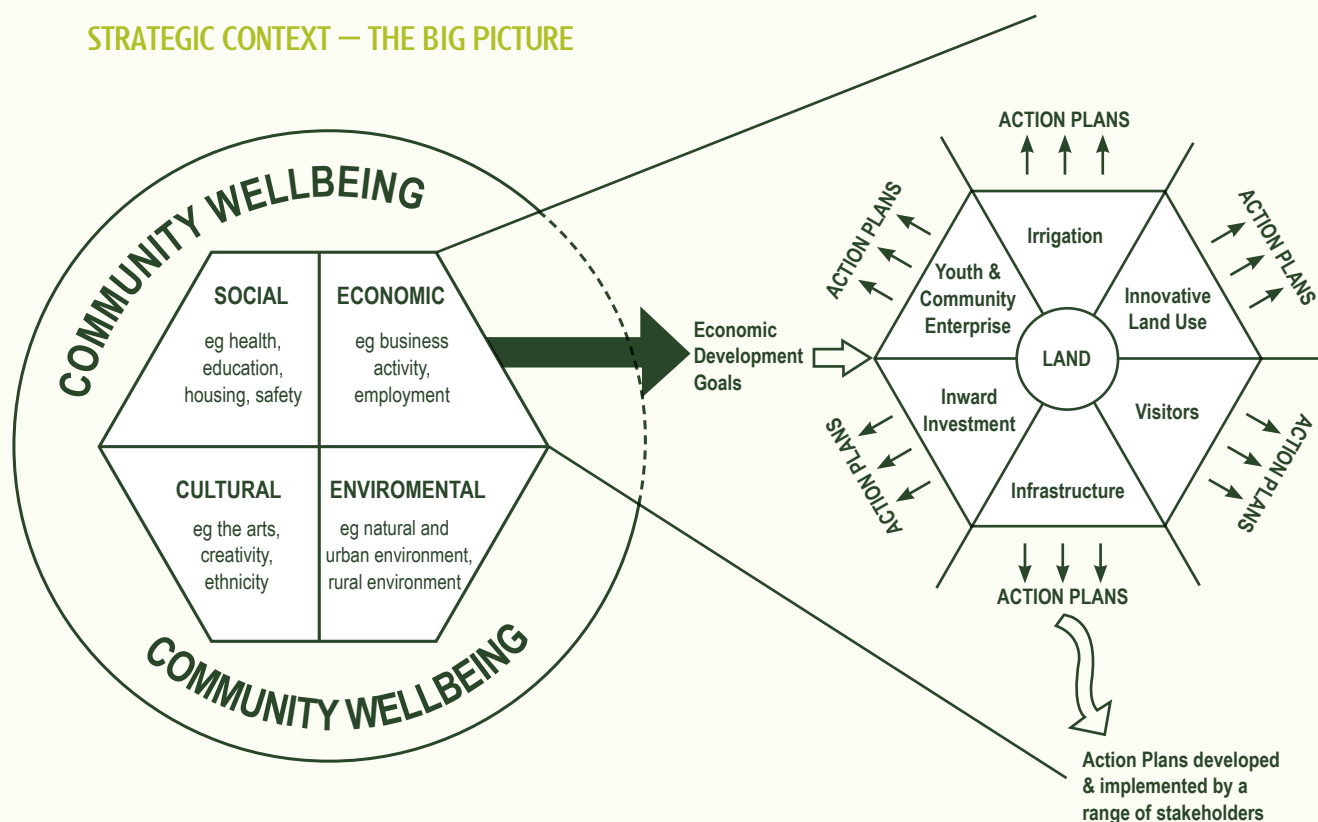 STRATEGIC CONTEXT — THE BIG PICTURE
COMMUNITY WELLBEING
SOCIAL
eg health,
education,
housing, safety
ECONOMIC
eg business
activity,
employment
CULTURAL
eg the arts,
creativity,
ethnicity
ENVIROMENTAL
eg natural and
urban environment,
rural environment
COMMUNITY WELLBEING
Economic
Development
Goals
ACTION PLANS
ACTION PLANS
ACTION PLANS
Irrigation
Youth &
Community
Enterprise
Innovative
Land Use
LAND
Inward
Investment
Visitors
Infrastructure
ACTION PLANS
ACTION PLANS
ACTION PLANS
Action Plans developed
& implemented by a
range of stakeholders